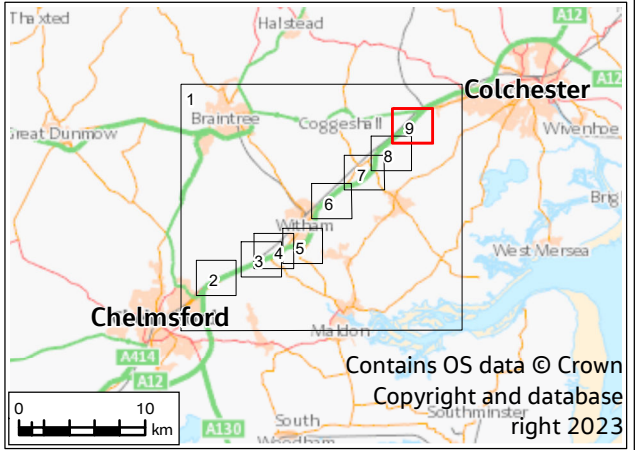 Thaxted
Halstead
A12
1
Colchester
Braintree
Coggeshall
9
A12
Great Dunmow
Wivenhoe
8
7
6
Brig
Witham
5
4
3
West Mersea
2
Chelmsford
Maldon
A414
Contains OS data © Crown
A12
Copyright and database
0 10
km
A130
South
Woodham
Southminster
right 2023